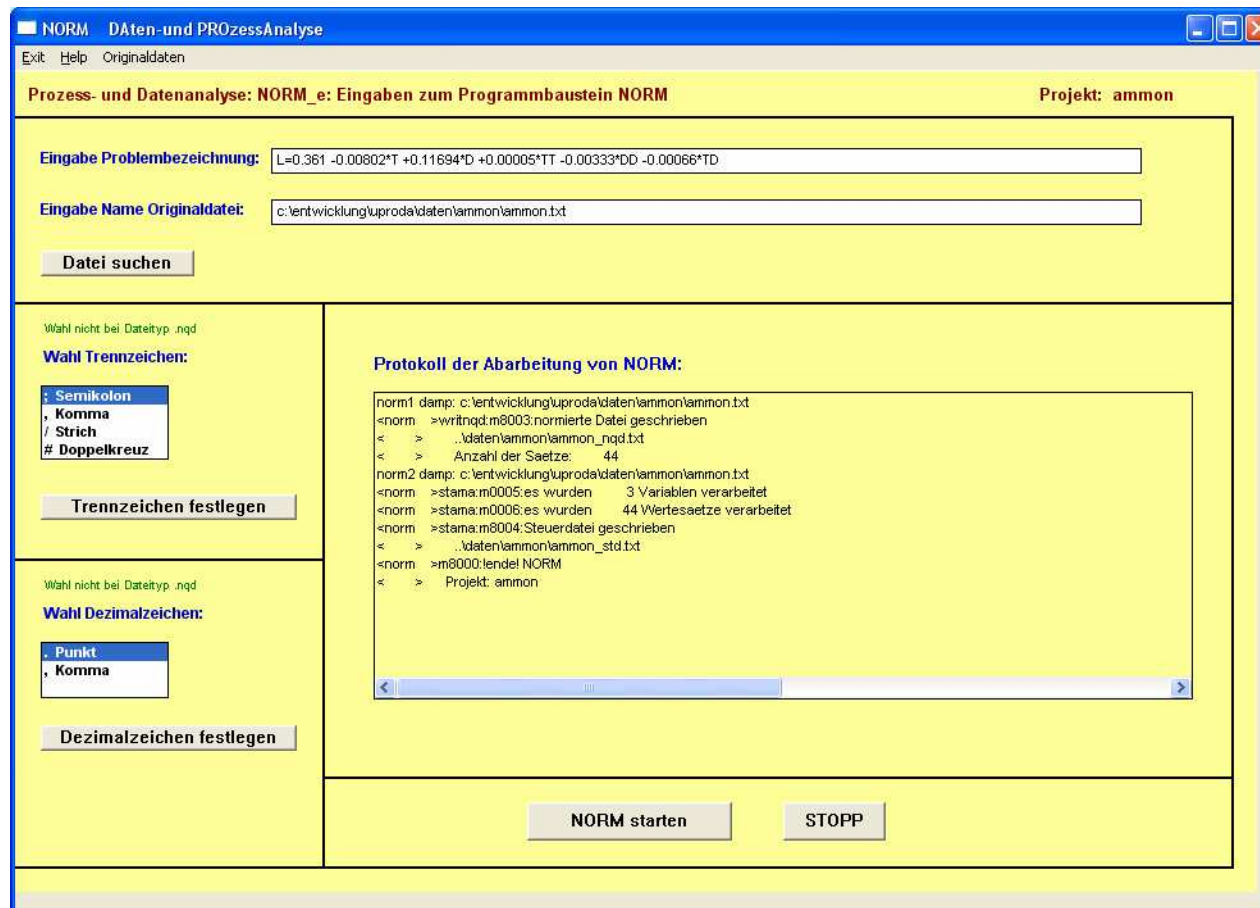 NORM DAten-und PROzessAnalyse
Exit Help Originaldaten
Prozess- und Datenanalyse: NORM_e: Eingaben zum Programmbaustein NORM Projekt: ammon
Eingabe Problembezeichnung: L=0.361 -0.00802*T +0.11694*D +0.00005*TT -0.00333*DD -0.00066*TD
Eingabe Name Originaldatei: c:\entwicklung\uproda\daten\ammon\ammon.txt
Datei suchen
Wahl nicht bei Dateityp .nqd
Wahl Trennzeichen:
; Semikolon
, Komma
/ Strich
# Doppelkreuz
Trennzeichen festlegen
Wahl nicht bei Dateityp .nqd
Wahl Dezimalzeichen:
. Punkt
, Komma
Dezimalzeichen festlegen
Protokoll der Abarbeitung von NORM:
norm1 damp: c:\entwicklung\uproda\daten\ammon\ammon.txt
<norm >writnqd:m8003:normierte Datei geschrieben
< > ..\daten\ammon\ammon_nqd.txt
< > Anzahl der Saetze: 44
norm2 damp: c:\entwicklung\uproda\daten\ammon\ammon.txt
<norm >stama:m0005:es wurden 3 Variablen verarbeitet
<norm >stama:m0006:es wurden 44 Wertesaetze verarbeitet
<norm >stama:m8004:Steuerdatei geschrieben
< > ..\daten\ammon\ammon_std.txt
<norm >m8000:!ende! NORM
< > Projekt: ammon
NORM starten STOPP